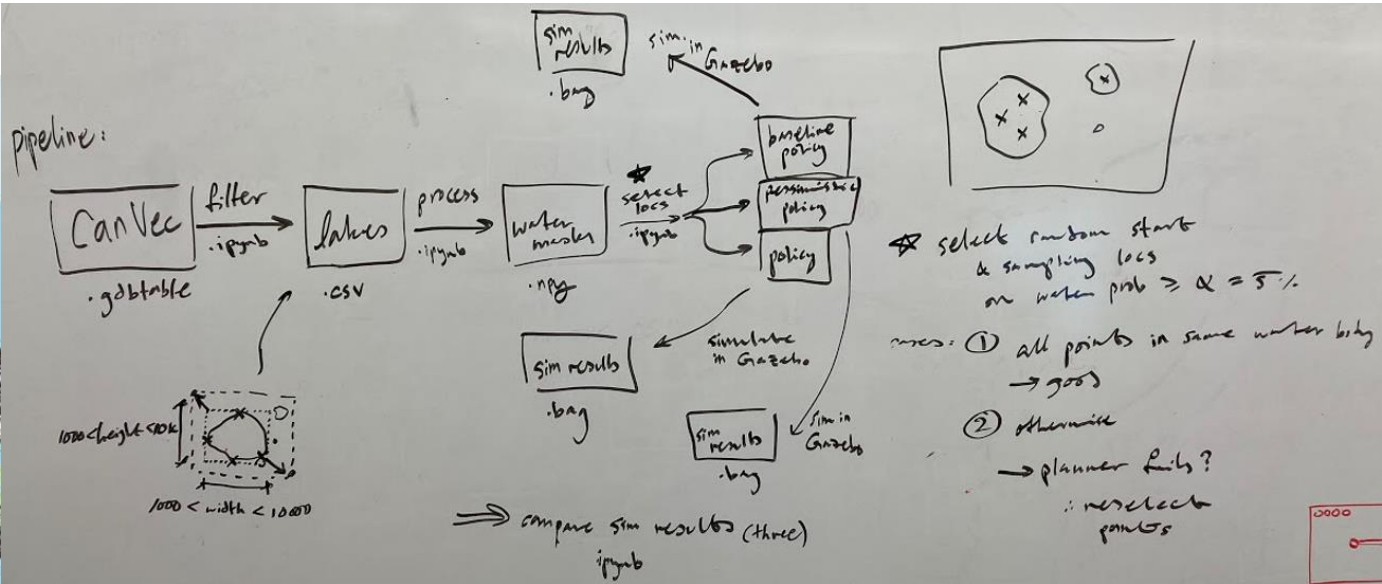 pipeline:
CanVec
.gdbtable
filter
.ipynb
lakes
.csv
process
.ipynb
water
masks
.npy
select
locs
.ipynb
baseline
policy
pessimistic
policy
policy
sim
results
.bag
sim in
Gazebo
simulate
in Gazebo
sim results
.bag
sim in
Gazebo
sim
results
.bag
1000<height<10k
1000 < width < 10000
⇒ compare sim results (three)
ipynb
☆ select random start
& sampling locs
on water prob ≥ α = 5%
cases: ① all points in same water body
→ good
② otherwise
→ planner fails?
∴ reselect
points